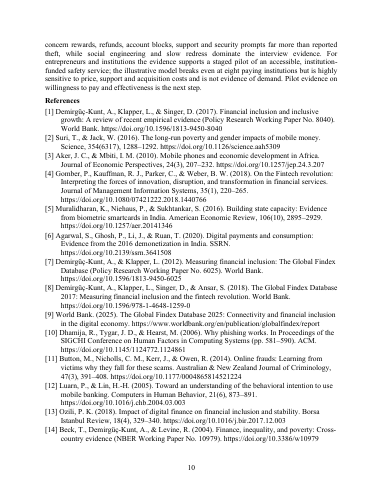 concern rewards, refunds, account blocks, support and security prompts far more than reported
theft, while social engineering and slow redress dominate the interview evidence. For
entrepreneurs and institutions the evidence supports a staged pilot of an accessible, institution-
funded safety service; the illustrative model breaks even at eight paying institutions but is highly
sensitive to price, support and acquisition costs and is not evidence of demand. Pilot evidence on
willingness to pay and effectiveness is the next step.
References
[1] Demirgüç-Kunt, A., Klapper, L., & Singer, D. (2017). Financial inclusion and inclusive
growth: A review of recent empirical evidence (Policy Research Working Paper No. 8040).
World Bank. https://doi.org/10.1596/1813-9450-8040
[2] Suri, T., & Jack, W. (2016). The long-run poverty and gender impacts of mobile money.
Science, 354(6317), 1288–1292. https://doi.org/10.1126/science.aah5309
[3] Aker, J. C., & Mbiti, I. M. (2010). Mobile phones and economic development in Africa.
Journal of Economic Perspectives, 24(3), 207–232. https://doi.org/10.1257/jep.24.3.207
[4] Gomber, P., Kauffman, R. J., Parker, C., & Weber, B. W. (2018). On the Fintech revolution:
Interpreting the forces of innovation, disruption, and transformation in financial services.
Journal of Management Information Systems, 35(1), 220–265.
https://doi.org/10.1080/07421222.2018.1440766
[5] Muralidharan, K., Niehaus, P., & Sukhtankar, S. (2016). Building state capacity: Evidence
from biometric smartcards in India. American Economic Review, 106(10), 2895–2929.
https://doi.org/10.1257/aer.20141346
[6] Agarwal, S., Ghosh, P., Li, J., & Ruan, T. (2020). Digital payments and consumption:
Evidence from the 2016 demonetization in India. SSRN.
https://doi.org/10.2139/ssrn.3641508
[7] Demirgüç-Kunt, A., & Klapper, L. (2012). Measuring financial inclusion: The Global Findex
Database (Policy Research Working Paper No. 6025). World Bank.
https://doi.org/10.1596/1813-9450-6025
[8] Demirgüç-Kunt, A., Klapper, L., Singer, D., & Ansar, S. (2018). The Global Findex Database
2017: Measuring financial inclusion and the fintech revolution. World Bank.
https://doi.org/10.1596/978-1-4648-1259-0
[9] World Bank. (2025). The Global Findex Database 2025: Connectivity and financial inclusion
in the digital economy. https://www.worldbank.org/en/publication/globalfindex/report
[10] Dhamija, R., Tygar, J. D., & Hearst, M. (2006). Why phishing works. In Proceedings of the
SIGCHI Conference on Human Factors in Computing Systems (pp. 581–590). ACM.
https://doi.org/10.1145/1124772.1124861
[11] Button, M., Nicholls, C. M., Kerr, J., & Owen, R. (2014). Online frauds: Learning from
victims why they fall for these scams. Australian & New Zealand Journal of Criminology,
47(3), 391–408. https://doi.org/10.1177/0004865814521224
[12] Luarn, P., & Lin, H.-H. (2005). Toward an understanding of the behavioral intention to use
mobile banking. Computers in Human Behavior, 21(6), 873–891.
https://doi.org/10.1016/j.chb.2004.03.003
[13] Ozili, P. K. (2018). Impact of digital finance on financial inclusion and stability. Borsa
Istanbul Review, 18(4), 329–340. https://doi.org/10.1016/j.bir.2017.12.003
[14] Beck, T., Demirgüç-Kunt, A., & Levine, R. (2004). Finance, inequality, and poverty: Cross-
country evidence (NBER Working Paper No. 10979). https://doi.org/10.3386/w10979
10